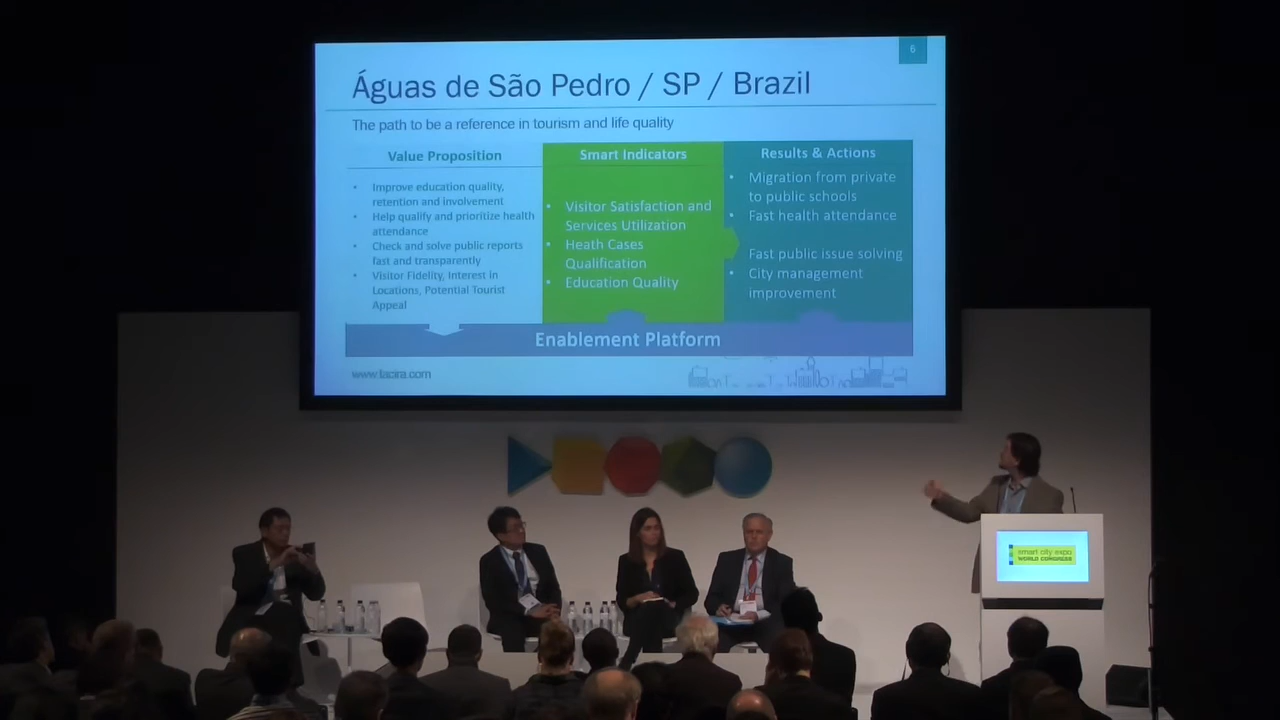 6
Águas de São Pedro / SP / Brazil
The path to be a reference in tourism and life quality
Value Proposition
• Improve education quality,
retention and involvement
• Help qualify and prioritize health
attendance
• Check and solve public reports
fast and transparently
• Visitor Fidelity, Interest in
Locations, Potential Tourist
Appeal
Smart Indicators
• Visitor Satisfaction and
Services Utilization
• Heath Cases
Qualification
• Education Quality
Results & Actions
• Migration from private
to public schools
• Fast health attendance
Fast public issue solving
• City management
improvement
Enablement Platform
www.tacira.com
smart city expo
WORLD CONGRESS